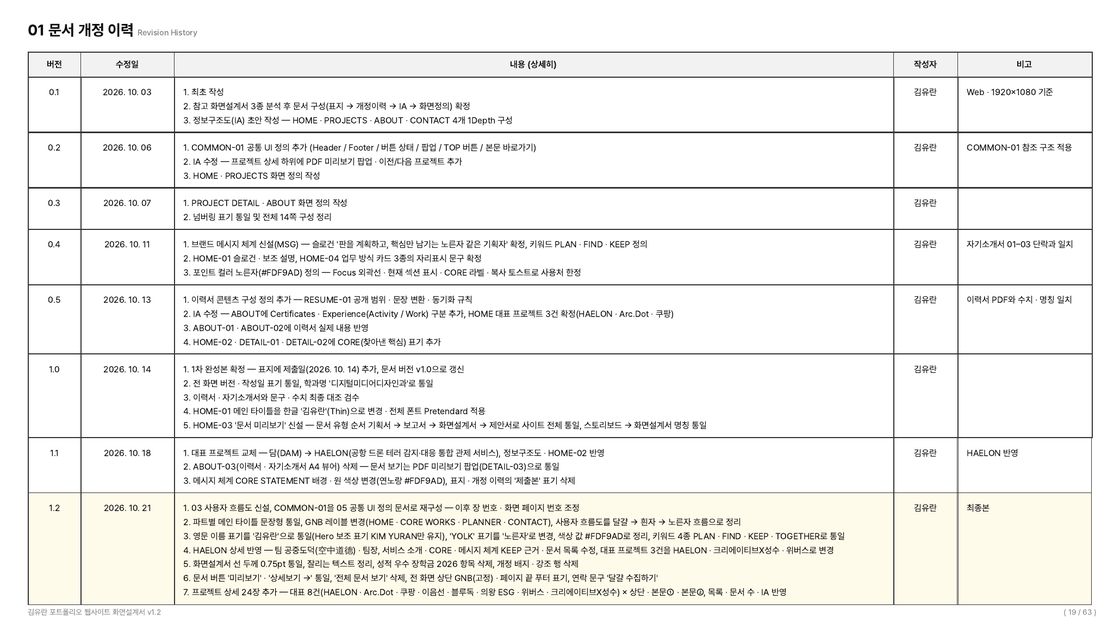 01 문서 개정 이력 Revision History
버전 수정일 내용 (상세히) 작성자 비고
0.1 2026. 10. 03 1. 최초 작성 김유란 Web · 1920×1080 기준
2. 참고 화면설계서 3종 분석 후 문서 구성(표지 → 개정이력 → IA → 화면정의) 확정
3. 정보구조도(IA) 초안 작성 — HOME · PROJECTS · ABOUT · CONTACT 4개 1Depth 구성
0.2 2026. 10. 06 1. COMMON-01 공통 UI 정의 추가 (Header / Footer / 버튼 상태 / 팝업 / TOP 버튼 / 본문 바로가기) 김유란 COMMON-01 참조 구조 적용
2. IA 수정 — 프로젝트 상세 하위에 PDF 미리보기 팝업 · 이전/다음 프로젝트 추가
3. HOME · PROJECTS 화면 정의 작성
0.3 2026. 10. 07 1. PROJECT DETAIL · ABOUT 화면 정의 작성 김유란
2. 넘버링 표기 통일 및 전체 14쪽 구성 정리
0.4 2026. 10. 11 1. 브랜드 메시지 체계 신설(MSG) — 슬로건 '판을 계획하고, 핵심만 남기는 노른자 같은 기획자' 확정, 키워드 PLAN · FIND · KEEP 정의 김유란 자기소개서 01–03 단락과 일치
2. HOME-01 슬로건 · 보조 설명, HOME-04 업무 방식 카드 3종의 자리표시 문구 확정
3. 포인트 컬러 노른자(#FDF9AD) 정의 — Focus 외곽선 · 현재 섹션 표시 · CORE 라벨 · 복사 토스트로 사용처 한정
0.5 2026. 10. 13 1. 이력서 콘텐츠 구성 정의 추가 — RESUME-01 공개 범위 · 문장 변환 · 동기화 규칙 김유란 이력서 PDF와 수치 · 명칭 일치
2. IA 수정 — ABOUT에 Certificates · Experience(Activity / Work) 구분 추가, HOME 대표 프로젝트 3건 확정(HAELON · Arc.Dot · 쿠팡)
3. ABOUT-01 · ABOUT-02에 이력서 실제 내용 반영
4. HOME-02 · DETAIL-01 · DETAIL-02에 CORE(찾아낸 핵심) 표기 추가
1.0 2026. 10. 14 1. 1차 완성본 확정 — 표지에 제출일(2026. 10. 14) 추가, 문서 버전 v1.0으로 갱신 김유란
2. 전 화면 버전 · 작성일 표기 통일, 학과명 '디지털미디어디자인과'로 통일
3. 이력서 · 자기소개서와 문구 · 수치 최종 대조 검수
4. HOME-01 메인 타이틀을 한글 '김유란'(Thin)으로 변경 · 전체 폰트 Pretendard 적용
5. HOME-03 '문서 미리보기' 신설 — 문서 유형 순서 기획서 → 보고서 → 화면설계서 → 제안서로 사이트 전체 통일, 스토리보드 → 화면설계서 명칭 통일
1.1 2026. 10. 18 1. 대표 프로젝트 교체 — 담(DAM) → HAELON(공항 드론 테러 감지·대응 통합 관제 서비스), 정보구조도 · HOME-02 반영 김유란 HAELON 반영
2. ABOUT-03(이력서 · 자기소개서 A4 뷰어) 삭제 — 문서 보기는 PDF 미리보기 팝업(DETAIL-03)으로 통일
3. 메시지 체계 CORE STATEMENT 배경 · 원 색상 변경(연노랑 #FDF9AD), 표지 · 개정 이력의 '제출본' 표기 삭제
1.2 2026. 10. 21 1. 03 사용자 흐름도 신설, COMMON-01을 05 공통 UI 정의 문서로 재구성 — 이후 장 번호 · 화면 페이지 번호 조정 김유란 최종본
2. 파트별 메인 타이틀 문장형 통일, GNB 레이블 변경(HOME · CORE WORKS · PLANNER · CONTACT), 사용자 흐름도를 달걀 → 흰자 → 노른자 흐름으로 정리
3. 영문 이름 표기를 '김유란'으로 통일(Hero 보조 표기 KIM YURAN만 유지), 'YOLK' 표기를 '노른자'로 변경, 색상 값 #FDF9AD로 정리, 키워드 4종 PLAN · FIND · KEEP · TOGETHER로 통일
4. HAELON 상세 반영 — 팀 공중도덕(空中道德) · 팀장, 서비스 소개 · CORE · 메시지 체계 KEEP 근거 · 문서 목록 수정, 대표 프로젝트 3건을 HAELON · 크리에이티브X성수 · 위버스로 변경
5. 화면설계서 선 두께 0.75pt 통일, 잘리는 텍스트 정리, 성적 우수 장학금 2026 항목 삭제, 개정 배지 · 강조 행 삭제
6. 문서 버튼 '미리보기' · '상세보기 →' 통일, '전체 문서 보기' 삭제, 전 화면 상단 GNB(고정) · 페이지 끝 푸터 표기, 연락 문구 '달걀 수집하기'
7. 프로젝트 상세 24장 추가 — 대표 8건(HAELON · Arc.Dot · 쿠팡 · 이음선 · 블루독 · 의왕 ESG · 위버스 · 크리에이티브X성수) × 상단 · 본문① · 본문②, 목록 · 문서 수 · IA 반영
김유란 포트폴리오 웹사이트 화면설계서 v1.2 ( 19 / 63 )